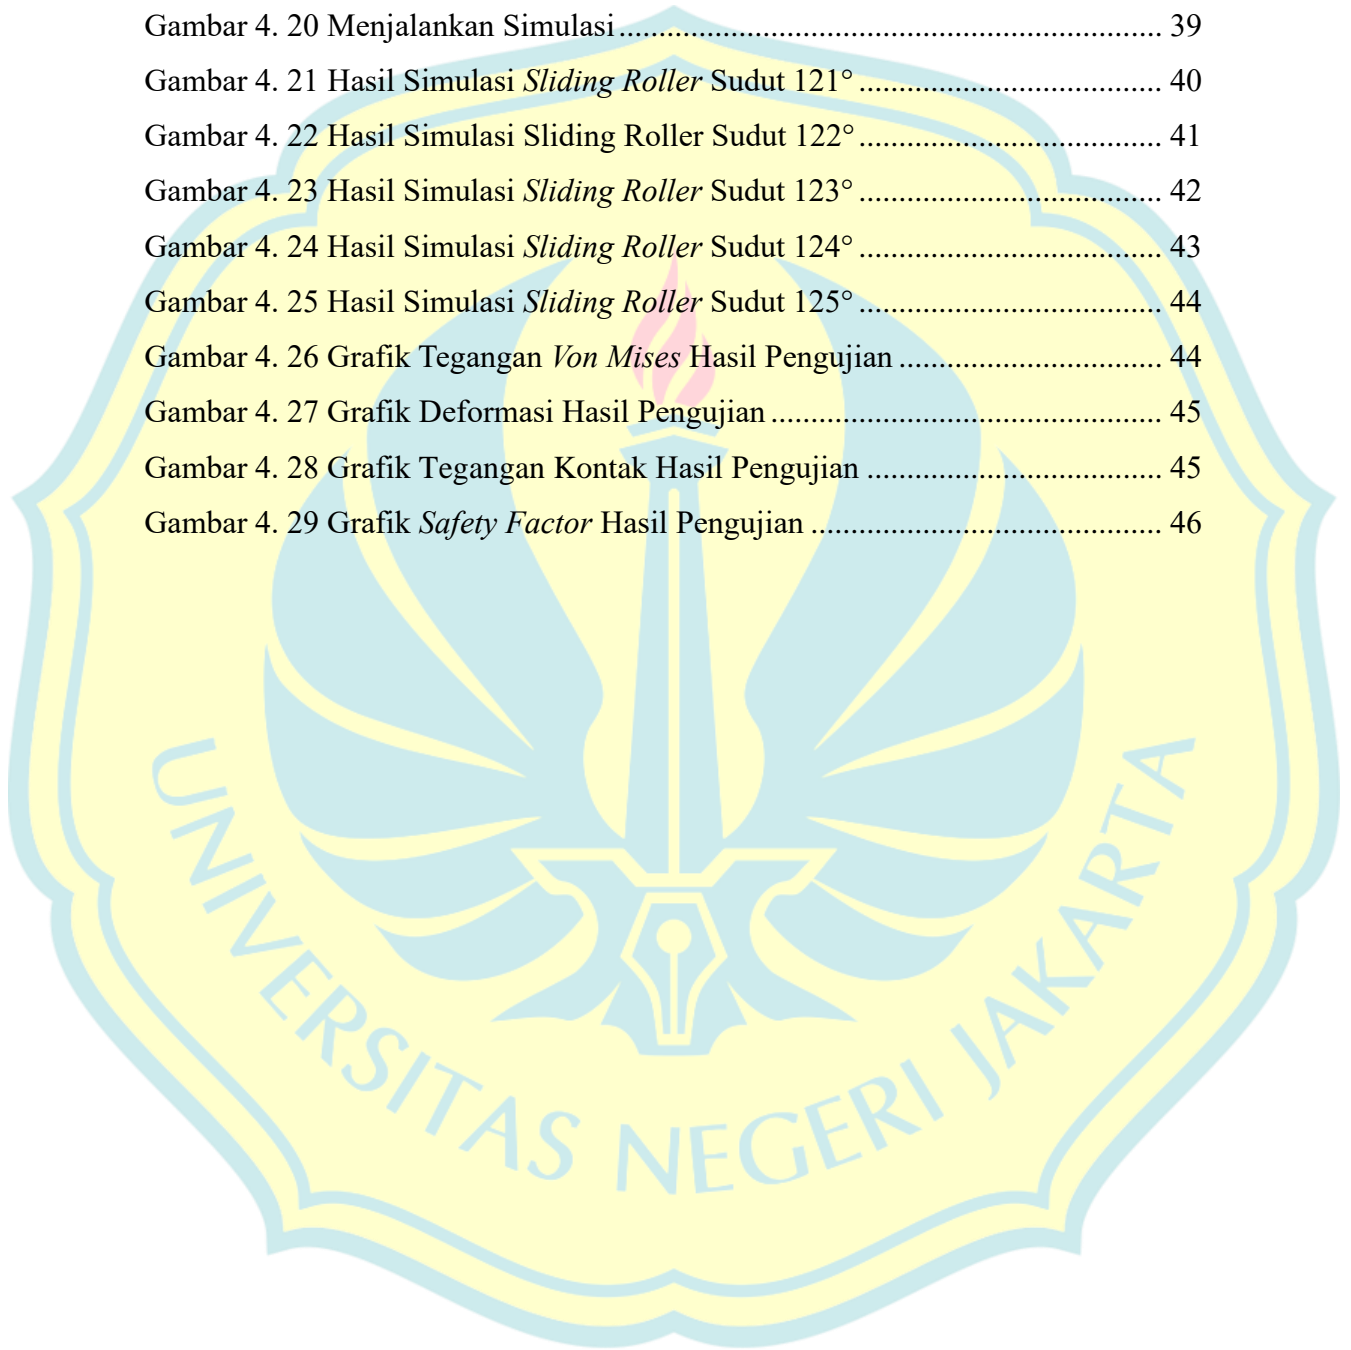 Gambar 4. 20 Menjalankan Simulasi ................................................................... 39
Gambar 4. 21 Hasil Simulasi Sliding Roller Sudut 121° ..................................... 40
Gambar 4. 22 Hasil Simulasi Sliding Roller Sudut 122° ..................................... 41
Gambar 4. 23 Hasil Simulasi Sliding Roller Sudut 123° ..................................... 42
Gambar 4. 24 Hasil Simulasi Sliding Roller Sudut 124° ..................................... 43
Gambar 4. 25 Hasil Simulasi Sliding Roller Sudut 125° ..................................... 44
Gambar 4. 26 Grafik Tegangan Von Mises Hasil Pengujian ................................ 44
Gambar 4. 27 Grafik Deformasi Hasil Pengujian ................................................ 45
Gambar 4. 28 Grafik Tegangan Kontak Hasil Pengujian .................................... 45
Gambar 4. 29 Grafik Safety Factor Hasil Pengujian ........................................... 46
UNIVERSITAS NEGERI JAKARTA